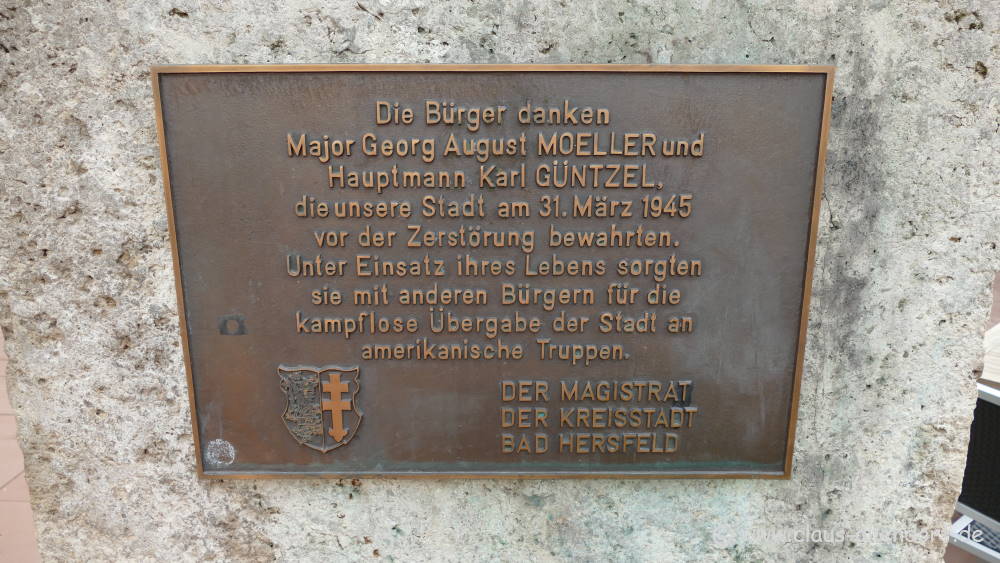 Die Bürger danken
Major Georg August MOELLER und
Hauptmann Karl GÜNTZEL,
die unsere Stadt am 31. März 1945
vor der Zerstörung bewahrten.
Unter Einsatz ihres Lebens sorgten
sie mit anderen Bürgern für die
kampflose Übergabe der Stadt an
amerikanische Truppen.
DER MAGISTRAT
DER KREISSTADT
BAD HERSFELD